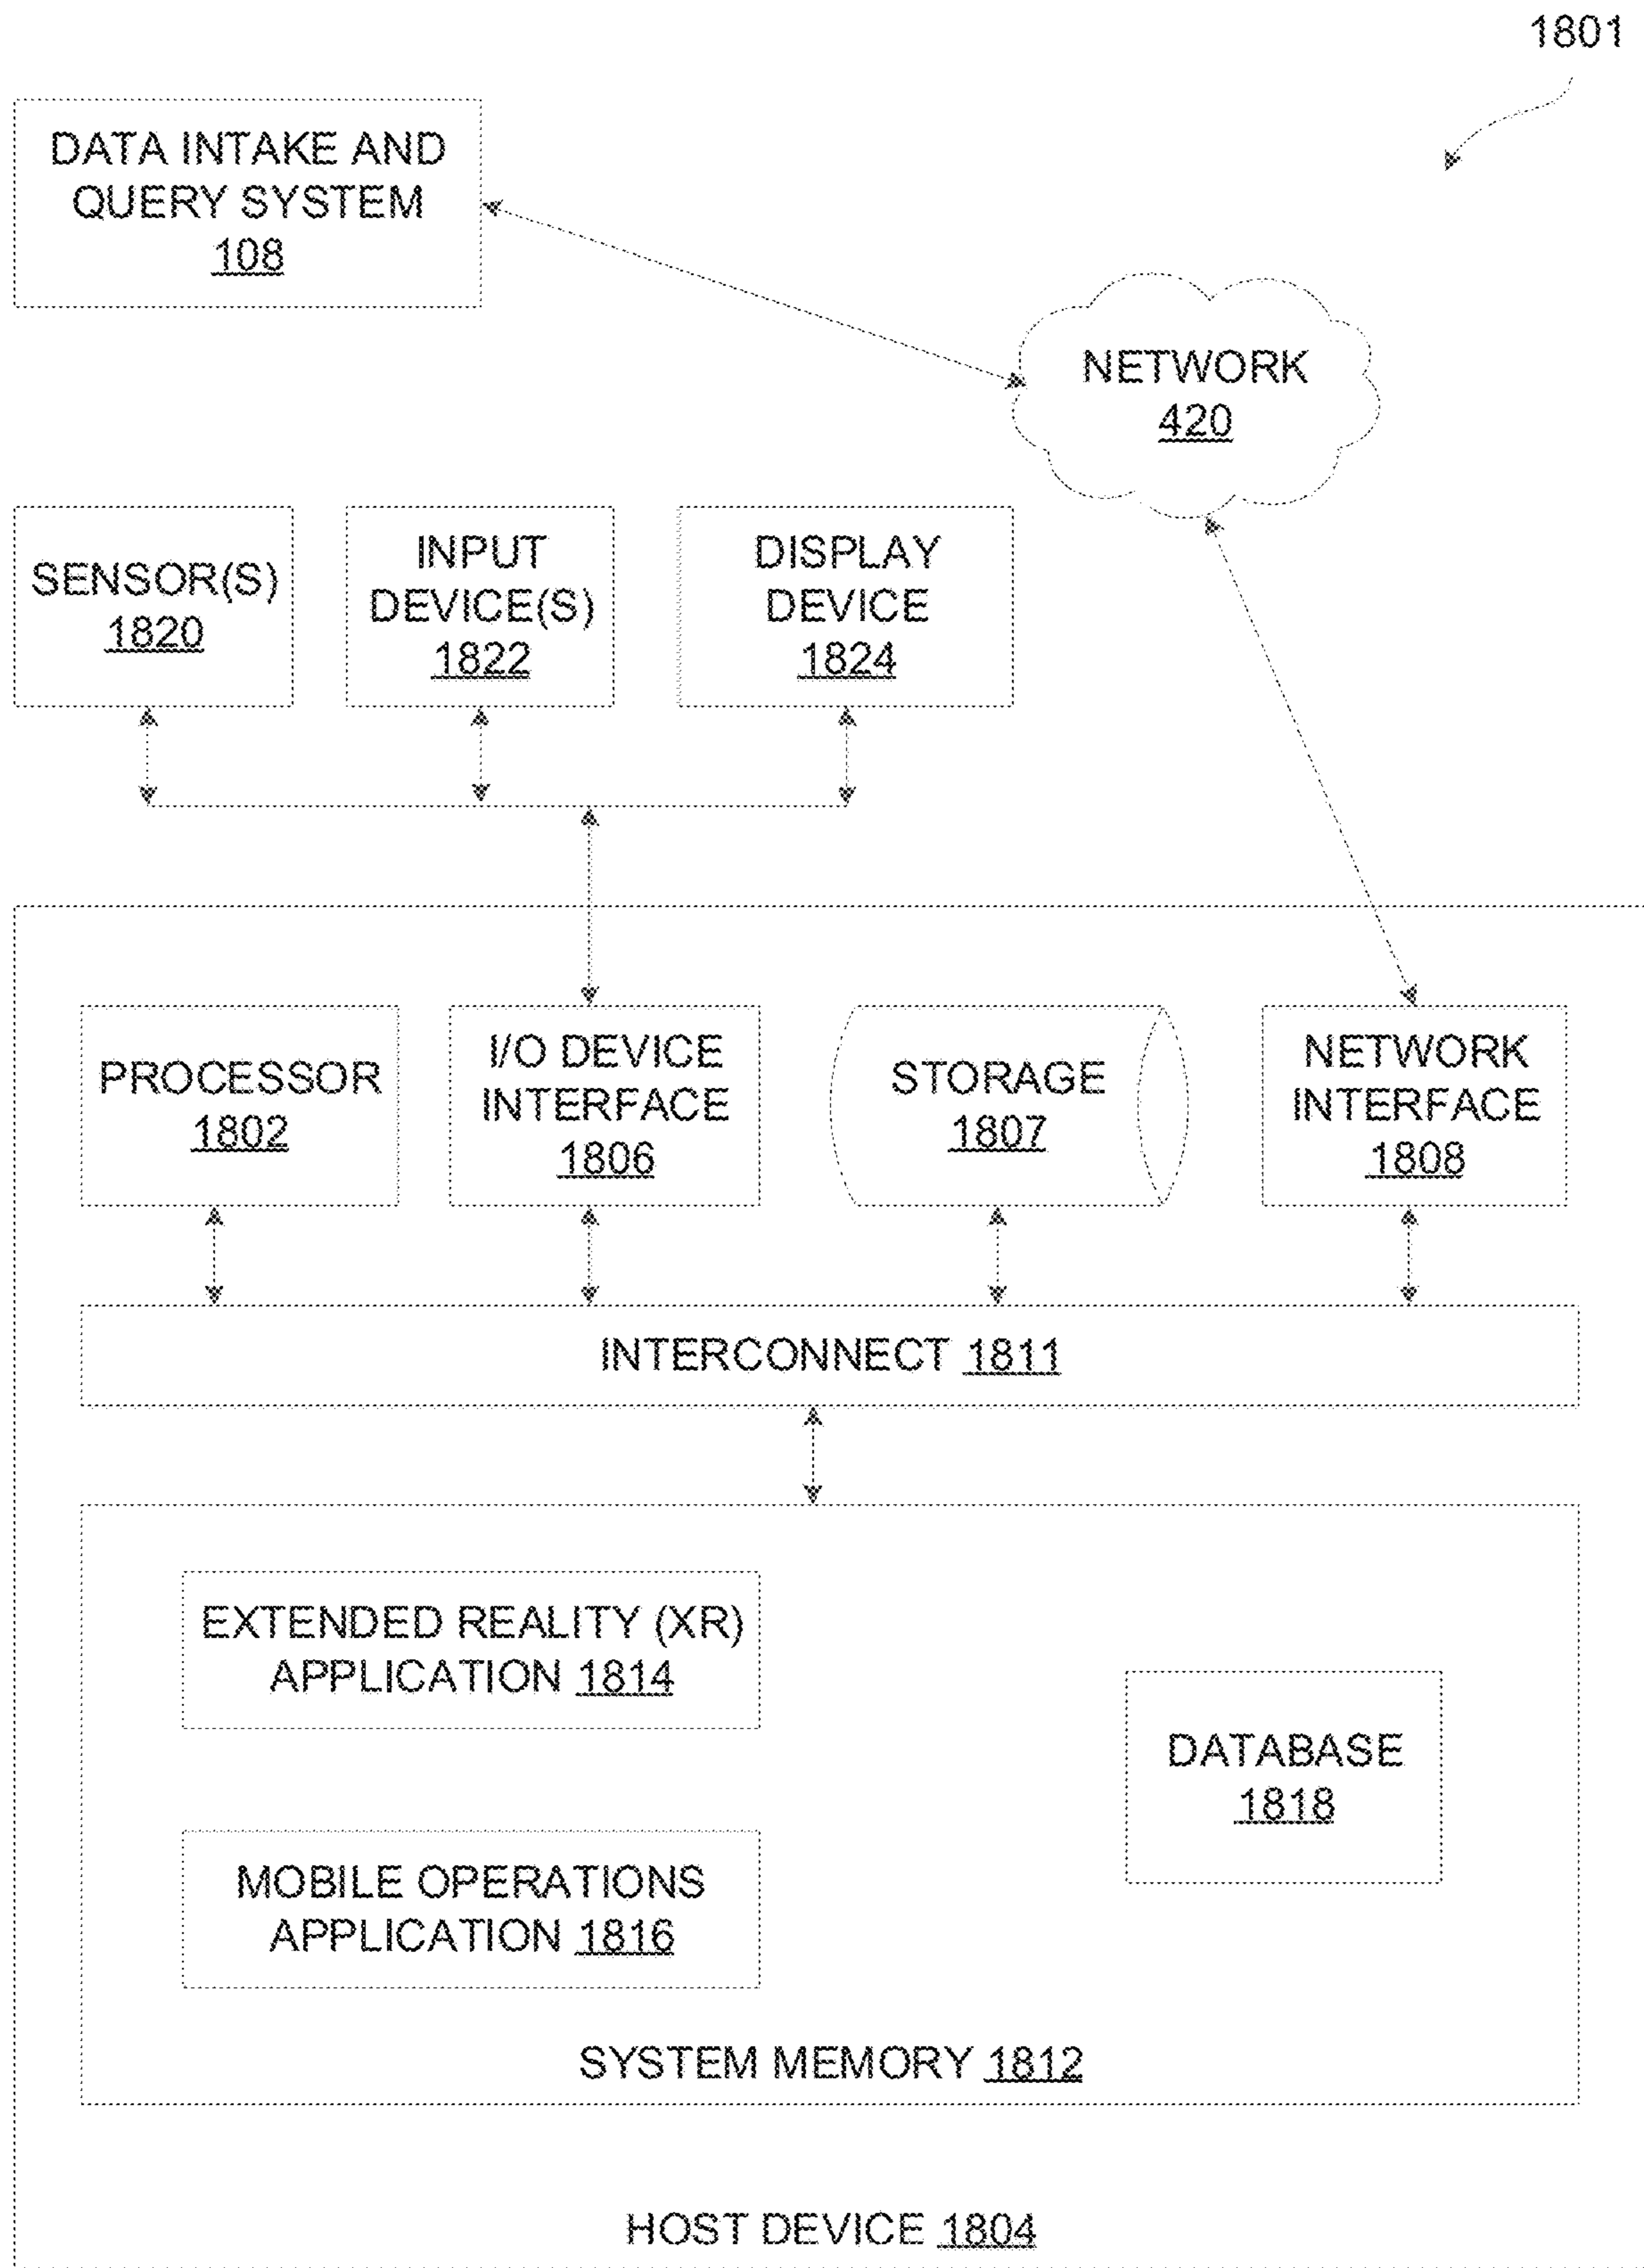 1801
DATA INTAKE AND
QUERY SYSTEM
108
NETWORK
420
SENSOR(S)
1820
INPUT
DEVICE(S)
1822
DISPLAY
DEVICE
1824
PROCESSOR
1802
I/O DEVICE
INTERFACE
1806
STORAGE
1807
NETWORK
INTERFACE
1808
INTERCONNECT 1811
EXTENDED REALITY (XR)
APPLICATION 1814
DATABASE
1818
MOBILE OPERATIONS
APPLICATION 1816
SYSTEM MEMORY 1812
HOST DEVICE 1804